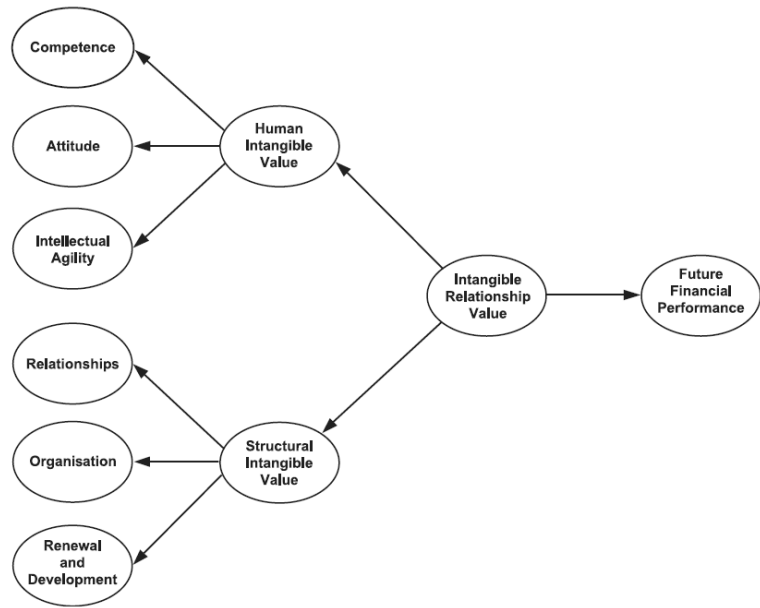 Competence
Attitude
Intellectual
Agility
Human
Intangible
Value
Relationships
Organisation
Renewal
and
Development
Structural
Intangible
Value
Intangible
Relationship
Value
Future
Financial
Performance